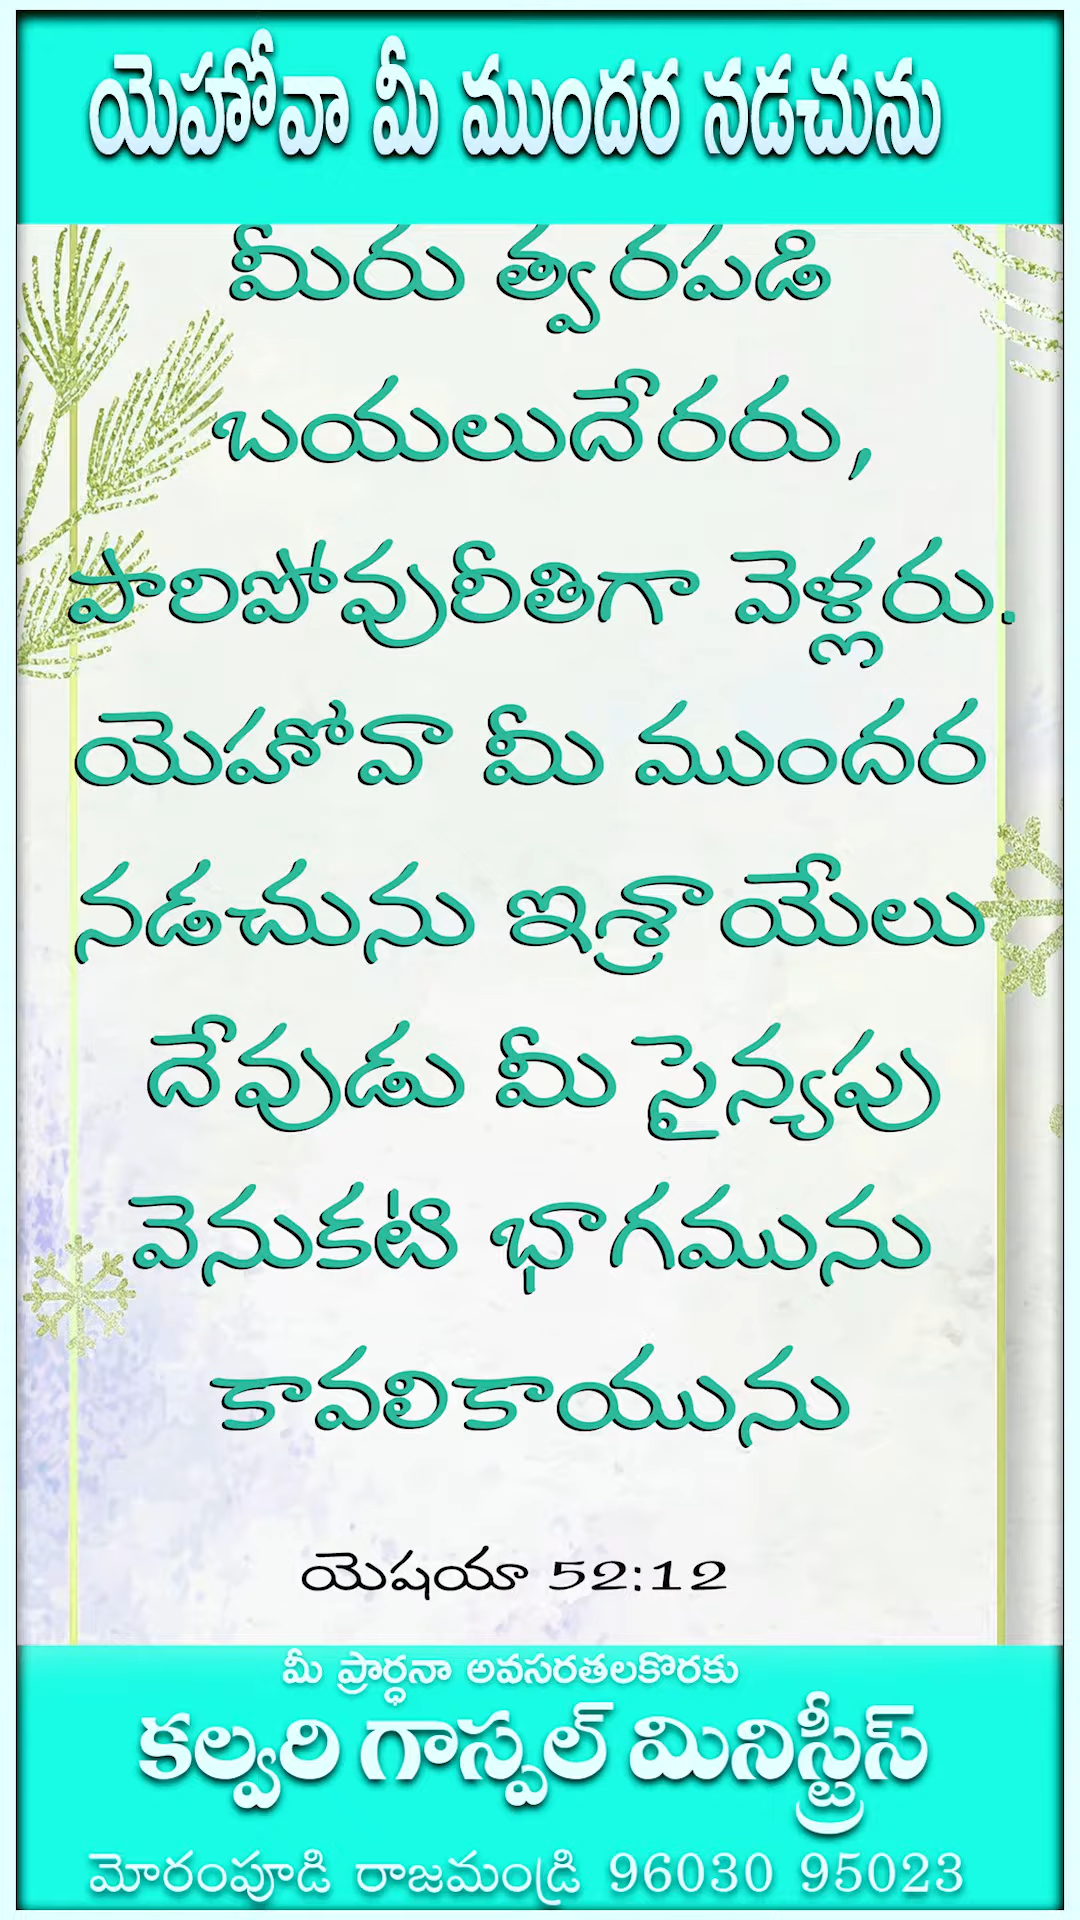 యెహోవా మీ ముందర నడచును
మీరు త్వరపడి
బయలుదేరరు,
పారిపోవురీతిగా వెళ్లరు.
యెహోవా మీ ముందర
నడచును ఇశ్రాయేలు
దేవుడు మీ సైన్యపు
వెనుకటి భాగమును
కావలికాయును
యెషయా 52:12
మీ ప్రార్ధనా అవసరతలకొరకు
కల్వరి గాస్పల్ మినిస్ట్రీస్
మోరంపూడి రాజమండ్రి 96030 95023